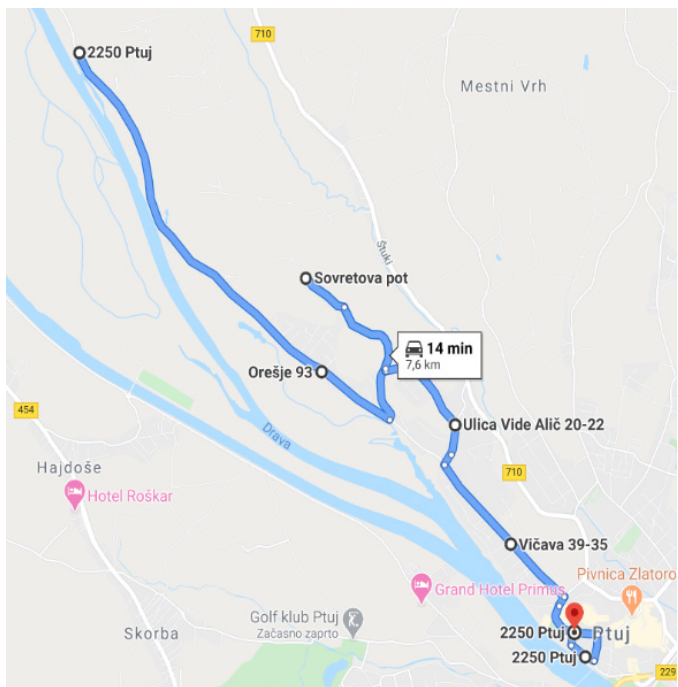 710
2250 Ptuj
Mestni Vrh
Štuki
Sovretova pot
14 min
7,6 km
Orešje 93
454
Ulica Vide Alič 20-22
Drava
Hajdoše
710
Hotel Roškar
Vičava 39-35
Pivnica Zlatoro
Grand Hotel Primus
Golf klub Ptuj
Začasno zaprto
Skorba
2250 Ptuj
Ptuj
2250 Ptuj
229